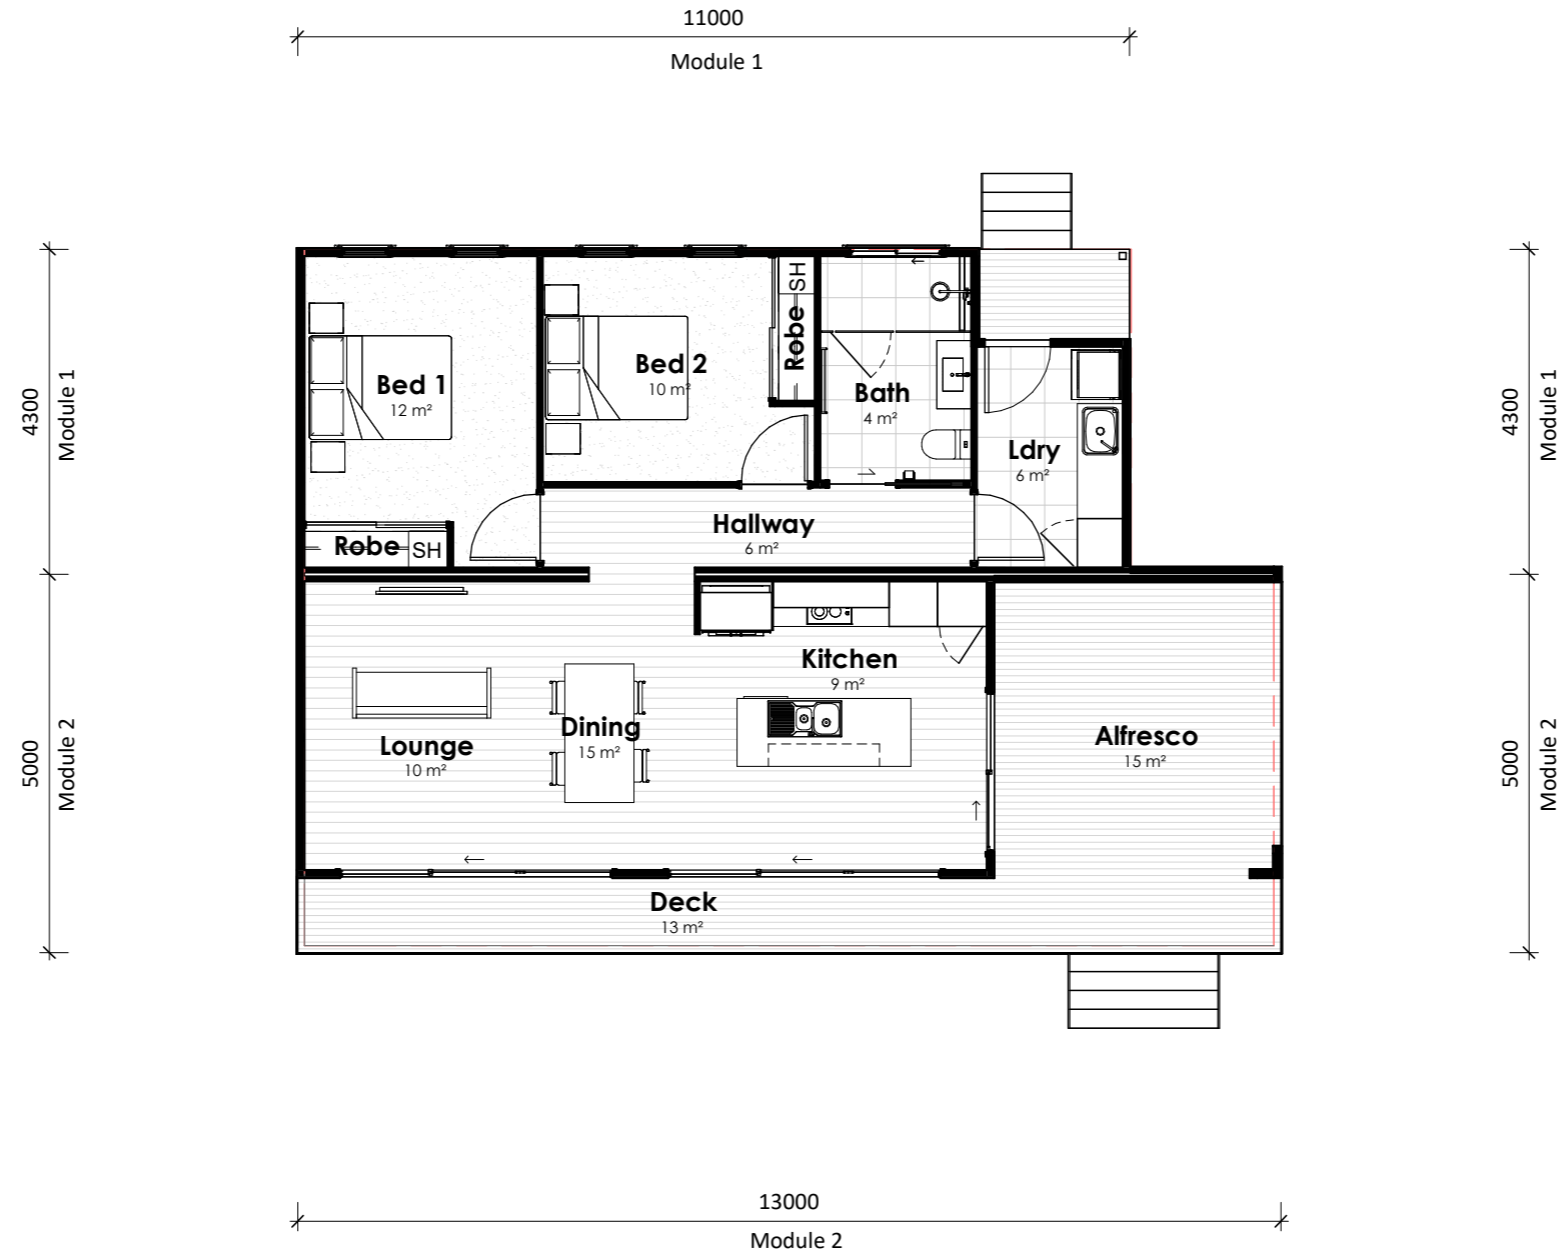 11000
Module 1
4300
Module 1
4300
Module 1
SH
Robe
Bed 2
10 m²
Bed 1
12 m²
Bath
4 m²
Ldry
6 m²
Hallway
6 m²
Robe
SH
Kitchen
9 m²
Dining
15 m²
Lounge
10 m²
Alfresco
15 m²
5000
Module 2
5000
Module 2
Deck
13 m²
13000
Module 2